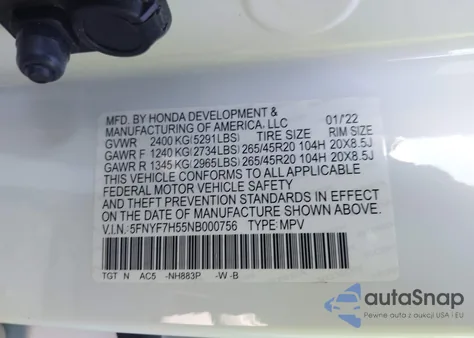 MFD. BY HONDA DEVELOPMENT &
MANUFACTURING OF AMERICA, LLC 01/'22
GVWR 2400 KG(5291LBS) TIRE SIZE RIM SIZE
GAWR F 1240 KG(2734LBS) 265/45R20 104H 20X8.5J
GAWR R 1345 KG(2965LBS) 265/45R20 104H 20X8.5J
THIS VEHICLE CONFORMS TO ALL APPLICABLE
FEDERAL MOTOR VEHICLE SAFETY
AND THEFT PREVENTION STANDARDS IN EFFECT
ON THE DATE OF MANUFACTURE SHOWN ABOVE.
V.I.N.: 5FNYF7H55NB000756 TYPE: MPV
TGT N AC5 -NH883P -W -B
autoSnap
Pewne auta z USA i EU